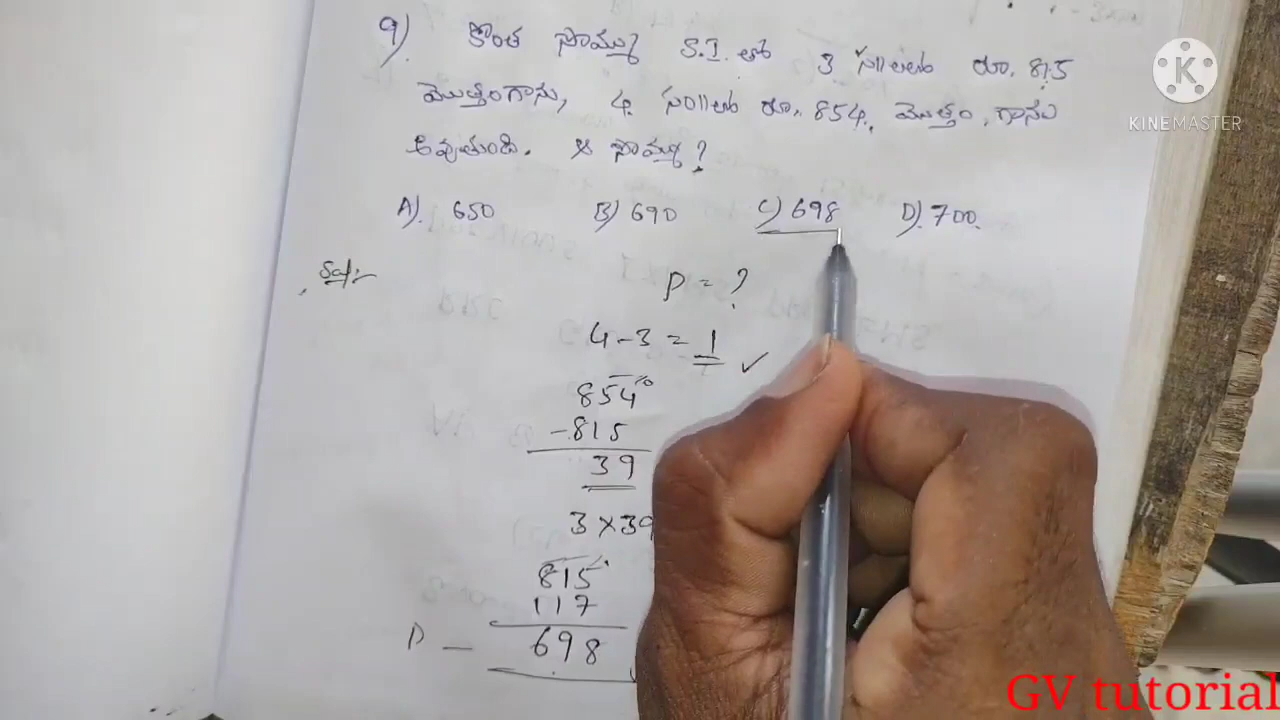 9) కొంత సొమ్ము S.I. తో 3 సం||లలకు రూ. 815
మొత్తంగాను, 4 సం||లకు రూ. 854. మొత్తం గాను
అవుతుంది. ఆ సొమ్ము?
A). 650 B) 690 C) 698 D). 700.
Sol:-
P = ?
4 - 3 = 1 ✓
854
- 815
39
3 × 39
815
117
P — 698
KINEMASTER
GV tutorial